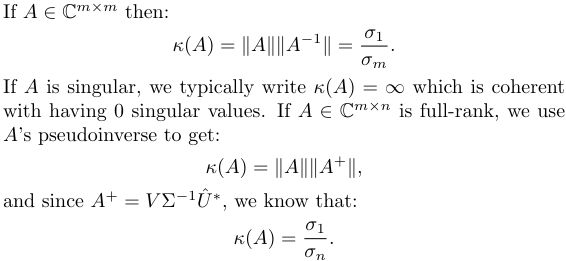 If A ∈ ℂ^{m×m} then:
κ(A) = ‖A‖‖A^{−1}‖ = σ_1/σ_m.
If A is singular, we typically write κ(A) = ∞ which is coherent
with having 0 singular values. If A ∈ ℂ^{m×n} is full-rank, we use
A's pseudoinverse to get:
κ(A) = ‖A‖‖A^+‖,
and since A^+ = VΣ^{−1}Û^*, we know that:
κ(A) = σ_1/σ_n.